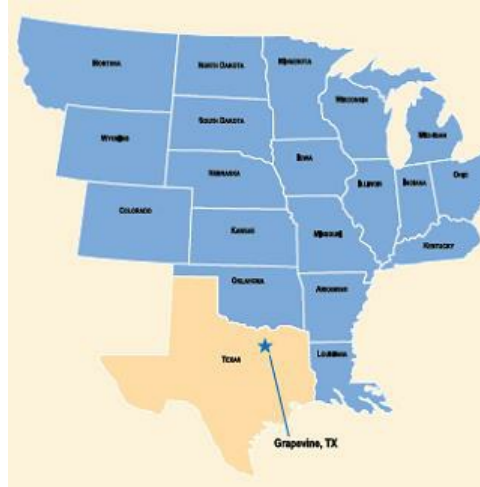 MONTANA
NORTH DAKOTA
MINNESOTA
WISCONSIN
MICHIGAN
SOUTH DAKOTA
WYOMING
IOWA
NEBRASKA
ILLINOIS
INDIANA
OHIO
COLORADO
KANSAS
MISSOURI
KENTUCKY
OKLAHOMA
ARKANSAS
TEXAS
LOUISIANA
Grapevine, TX